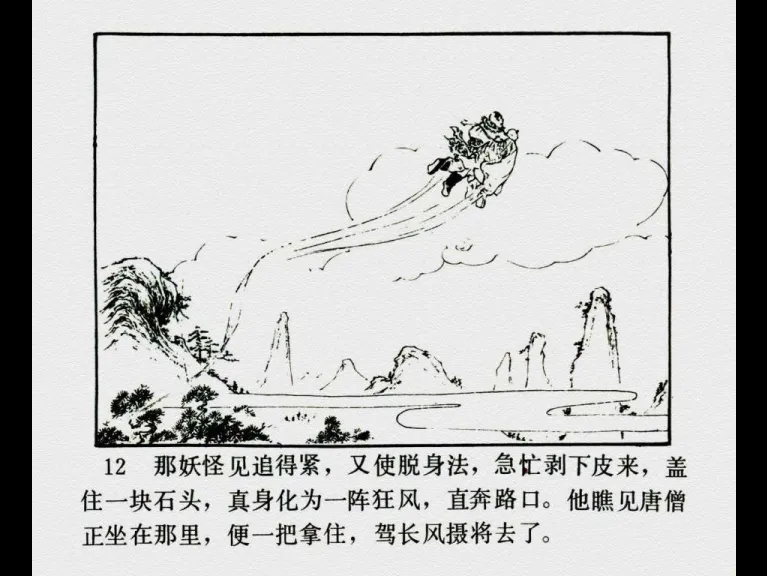 12 那妖怪见追得紧，又使脱身法，急忙剥下皮来，盖
住一块石头，真身化为一阵狂风，直奔路口。他瞧见唐僧
正坐在那里，便一把拿住，驾长风摄将去了。